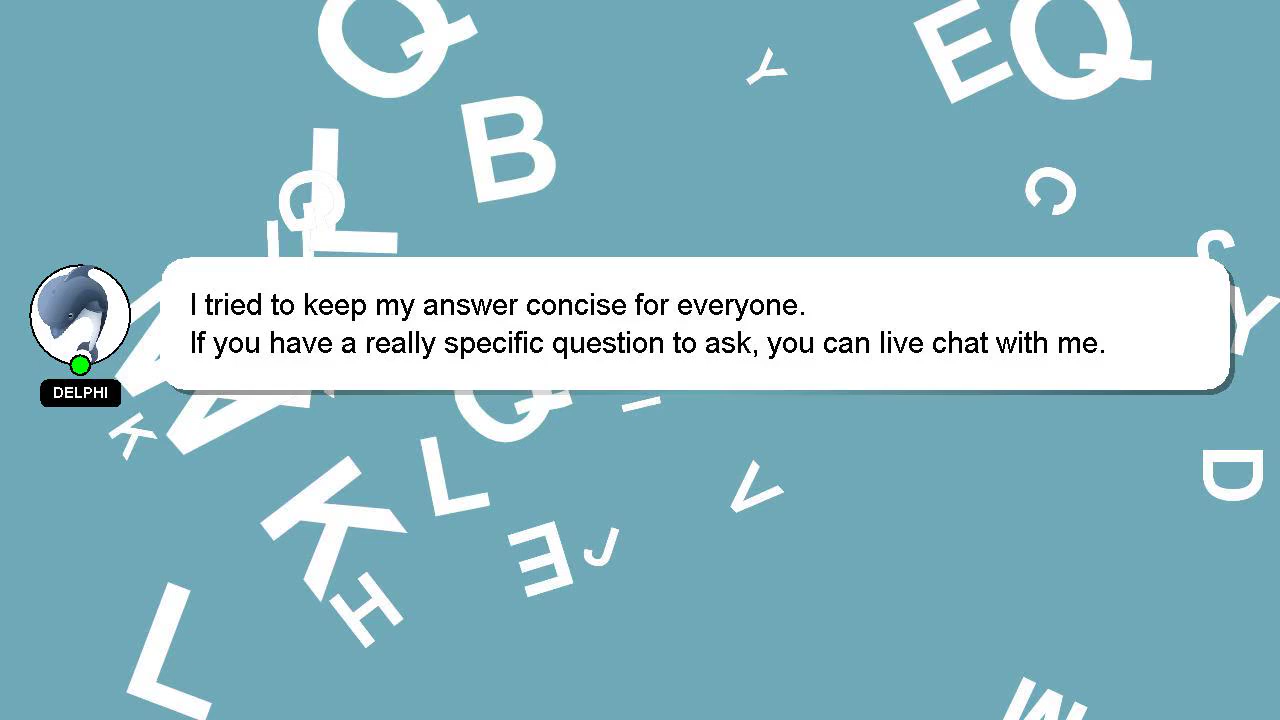 Q
E Q
Y
B
L
Q
C
S
I tried to keep my answer concise for everyone.
If you have a really specific question to ask, you can live chat with me.
DELPHI
Y
Q
I
K
L
K
V
D
E
J
H
L
M